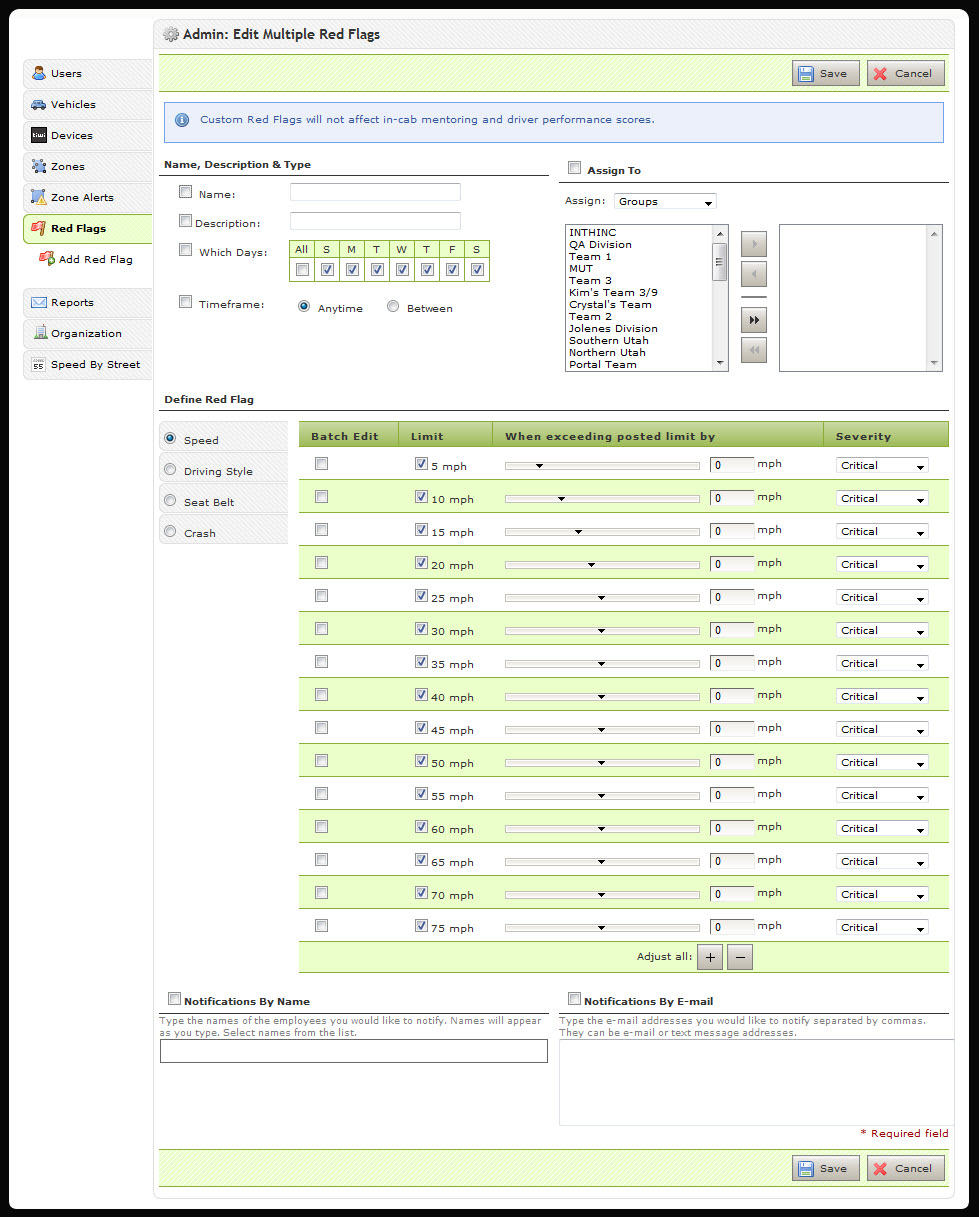 Admin: Edit Multiple Red Flags
Save
Cancel
Users
Vehicles
tiwi
Devices
Zones
Zone Alerts
Red Flags
Add Red Flag
Reports
Organization
55
Speed By Street
Custom Red Flags will not affect in-cab mentoring and driver performance scores.
Name, Description & Type
Name:
Description:
Which Days:
All S M T W T F S
Timeframe:
Anytime
Between
Assign To
Assign: Groups
INTHINC
QA Division
Team 1
MUT
Team 3
Kim's Team 3/9
Crystal's Team
Team 2
Jolenes Division
Southern Utah
Northern Utah
Portal Team
Define Red Flag
Speed
Driving Style
Seat Belt
Crash
Batch Edit Limit When exceeding posted limit by Severity
5 mph 0 mph Critical
10 mph 0 mph Critical
15 mph 0 mph Critical
20 mph 0 mph Critical
25 mph 0 mph Critical
30 mph 0 mph Critical
35 mph 0 mph Critical
40 mph 0 mph Critical
45 mph 0 mph Critical
50 mph 0 mph Critical
55 mph 0 mph Critical
60 mph 0 mph Critical
65 mph 0 mph Critical
70 mph 0 mph Critical
75 mph 0 mph Critical
Adjust all: + −
Notifications By Name
Type the names of the employees you would like to notify. Names will appear
as you type. Select names from the list.
Notifications By E-mail
Type the e-mail addresses you would like to notify separated by commas.
They can be e-mail or text message addresses.
* Required field
Save
Cancel